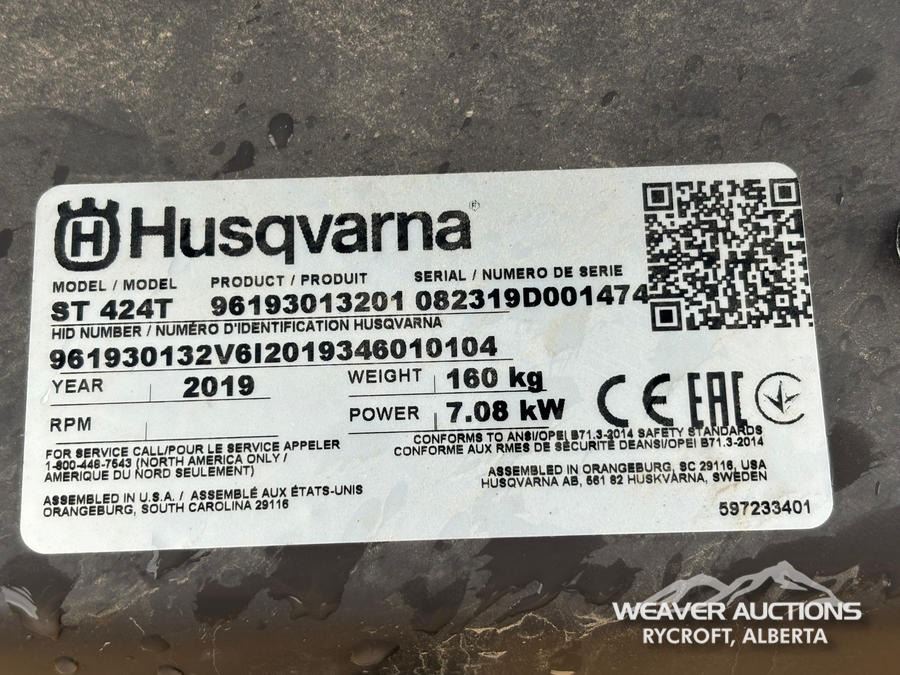 H Husqvarna®
MODEL / MODEL PRODUCT / PRODUIT SERIAL / NUMERO DE SERIE
ST 424T 96193013201 082319D001474
HID NUMBER / NUMÉRO D'IDENTIFICATION HUSQVARNA
961930132V6I2019346010104
YEAR 2019 WEIGHT 160 kg
RPM POWER 7.08 kW
CE EAC
CONFORMS TO ANSI/OPEI B71.3-2014 SAFETY STANDARDS
CONFORME AUX RMES DE SÉCURITÉ DEANSI/OPEI B71.3-2014
FOR SERVICE CALL/POUR LE SERVICE APPELER
1-800-448-7543 (NORTH AMERICA ONLY /
AMERIQUE DU NORD SEULEMENT)
ASSEMBLED IN ORANGEBURG, SC 29116, USA
HUSQVARNA AB, 561 82 HUSKVARNA, SWEDEN
ASSEMBLED IN U.S.A. / ASSEMBLÉ AUX ÉTATS-UNIS
ORANGEBURG, SOUTH CAROLINA 29116
597233401
WEAVER AUCTIONS
RYCROFT, ALBERTA